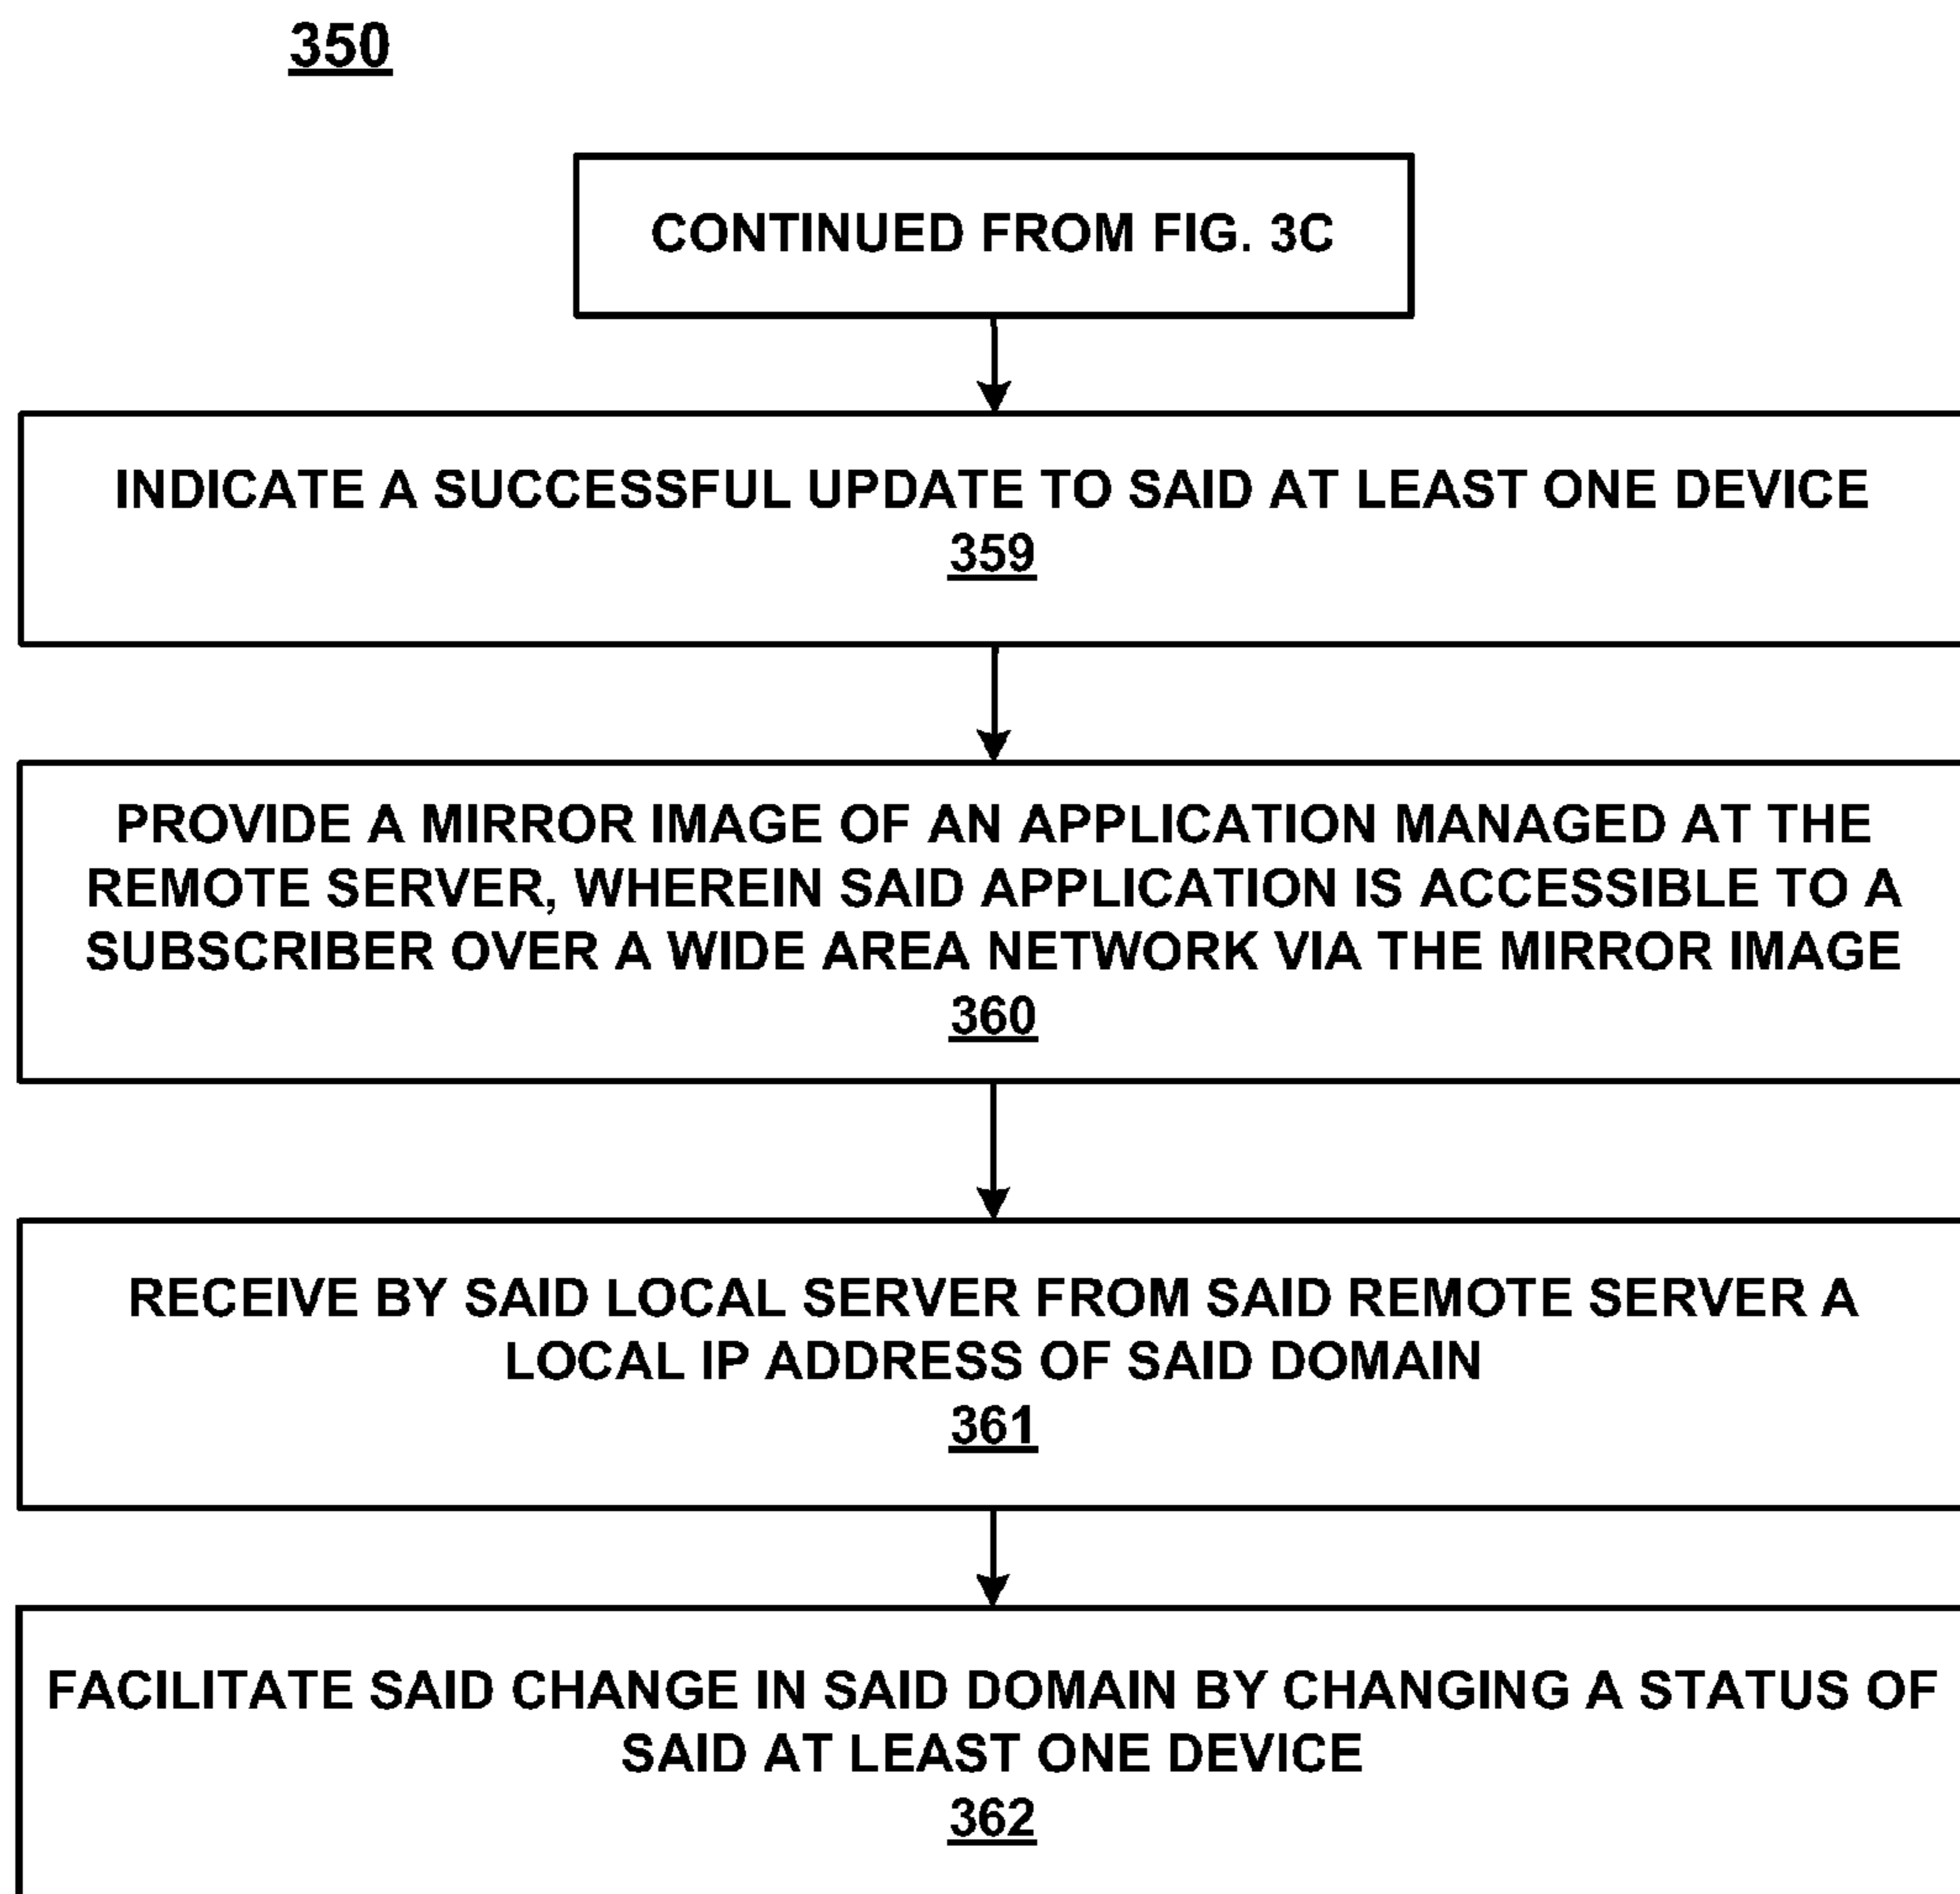 350
CONTINUED FROM FIG. 3C
INDICATE A SUCCESSFUL UPDATE TO SAID AT LEAST ONE DEVICE
359
PROVIDE A MIRROR IMAGE OF AN APPLICATION MANAGED AT THE
REMOTE SERVER, WHEREIN SAID APPLICATION IS ACCESSIBLE TO A
SUBSCRIBER OVER A WIDE AREA NETWORK VIA THE MIRROR IMAGE
360
RECEIVE BY SAID LOCAL SERVER FROM SAID REMOTE SERVER A
LOCAL IP ADDRESS OF SAID DOMAIN
361
FACILITATE SAID CHANGE IN SAID DOMAIN BY CHANGING A STATUS OF
SAID AT LEAST ONE DEVICE
362